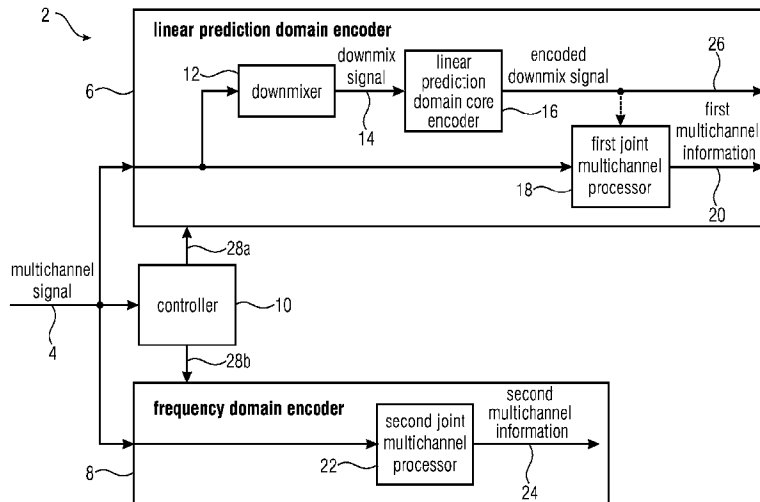 2
linear prediction domain encoder
6
12
downmixer
downmix
signal
14
linear
prediction
domain core
encoder
16
encoded
downmix signal
26
first joint
multichannel
processor
18
first
multichannel
information
20
28a
multichannel
signal
4
controller
10
28b
frequency domain encoder
8
second joint
multichannel
processor
22
second
multichannel
information
24